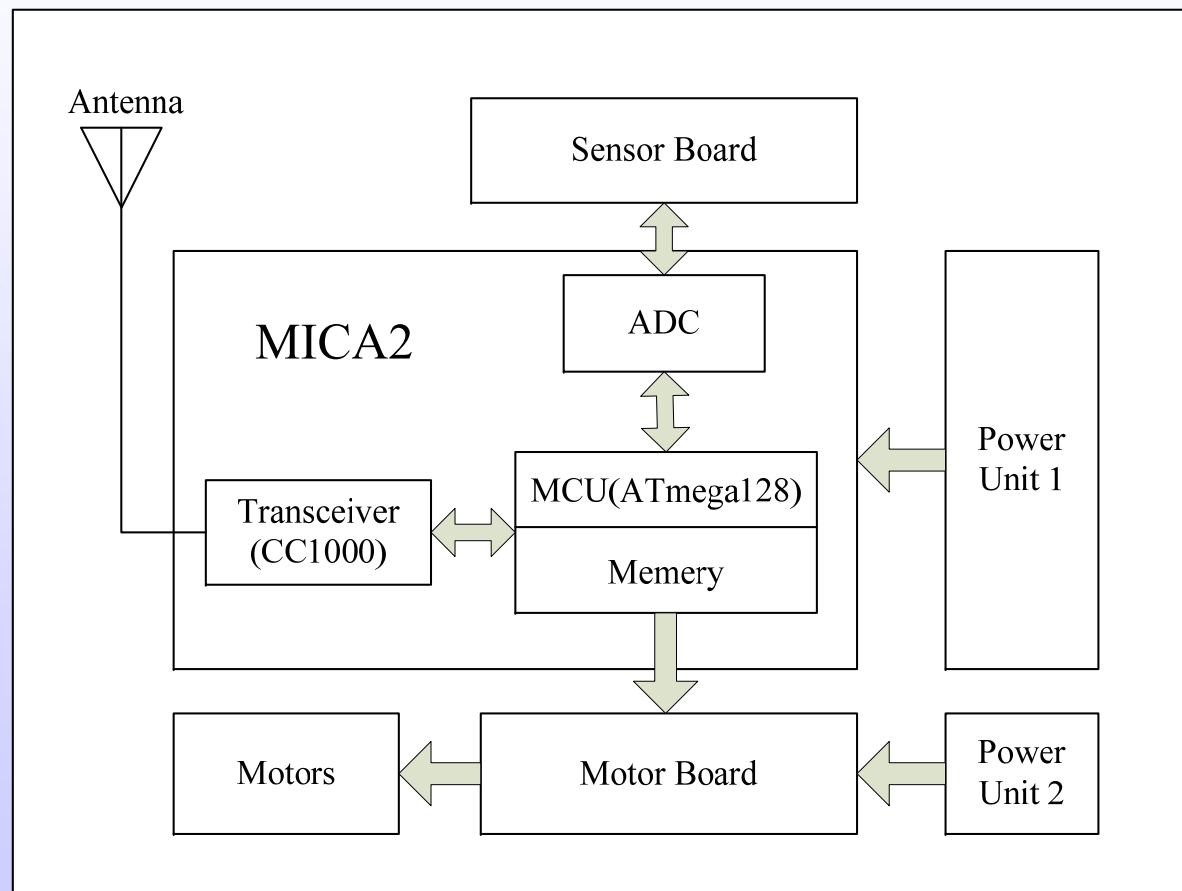 Antenna
Sensor Board
MICA2
ADC
MCU(ATmega128)
Memery
Transceiver
(CC1000)
Power
Unit 1
Motors
Motor Board
Power
Unit 2